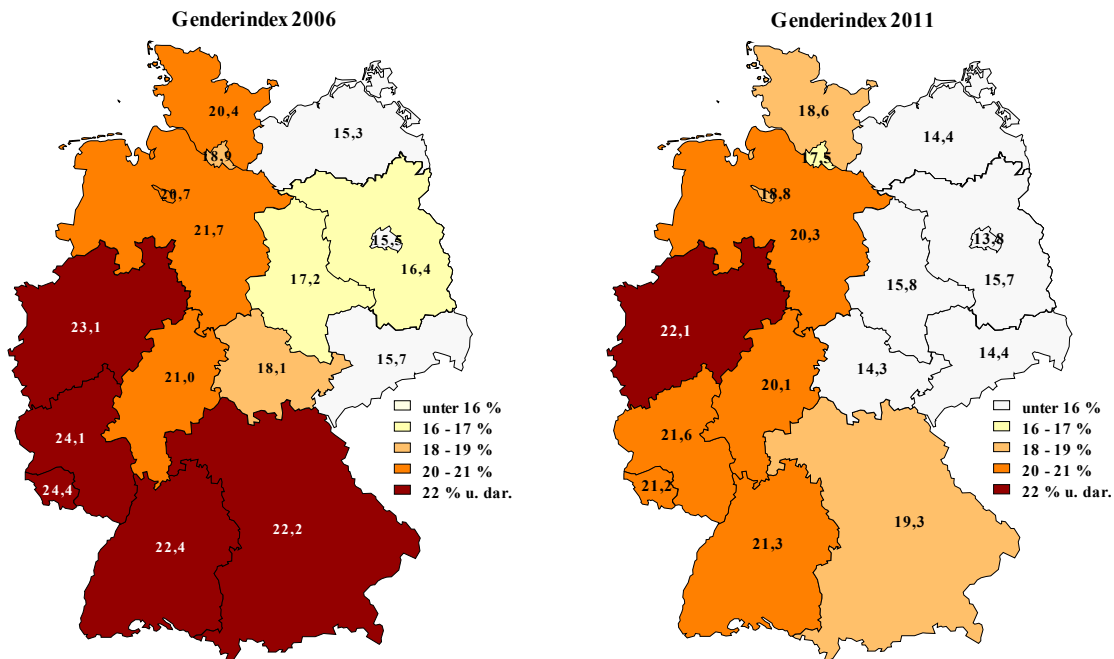 Genderindex 2006
20,4
15,3
18,9
20,7
21,7
15,5
16,4
17,2
23,1
15,7
21,0
18,1
24,1
24,4
22,2
22,4
unter 16 %
16 - 17 %
18 - 19 %
20 - 21 %
22 % u. dar.
Genderindex 2011
18,6
14,4
17,5
18,8
20,3
13,8
15,7
15,8
22,1
14,4
20,1
14,3
21,6
21,2
19,3
21,3
unter 16 %
16 - 17 %
18 - 19 %
20 - 21 %
22 % u. dar.